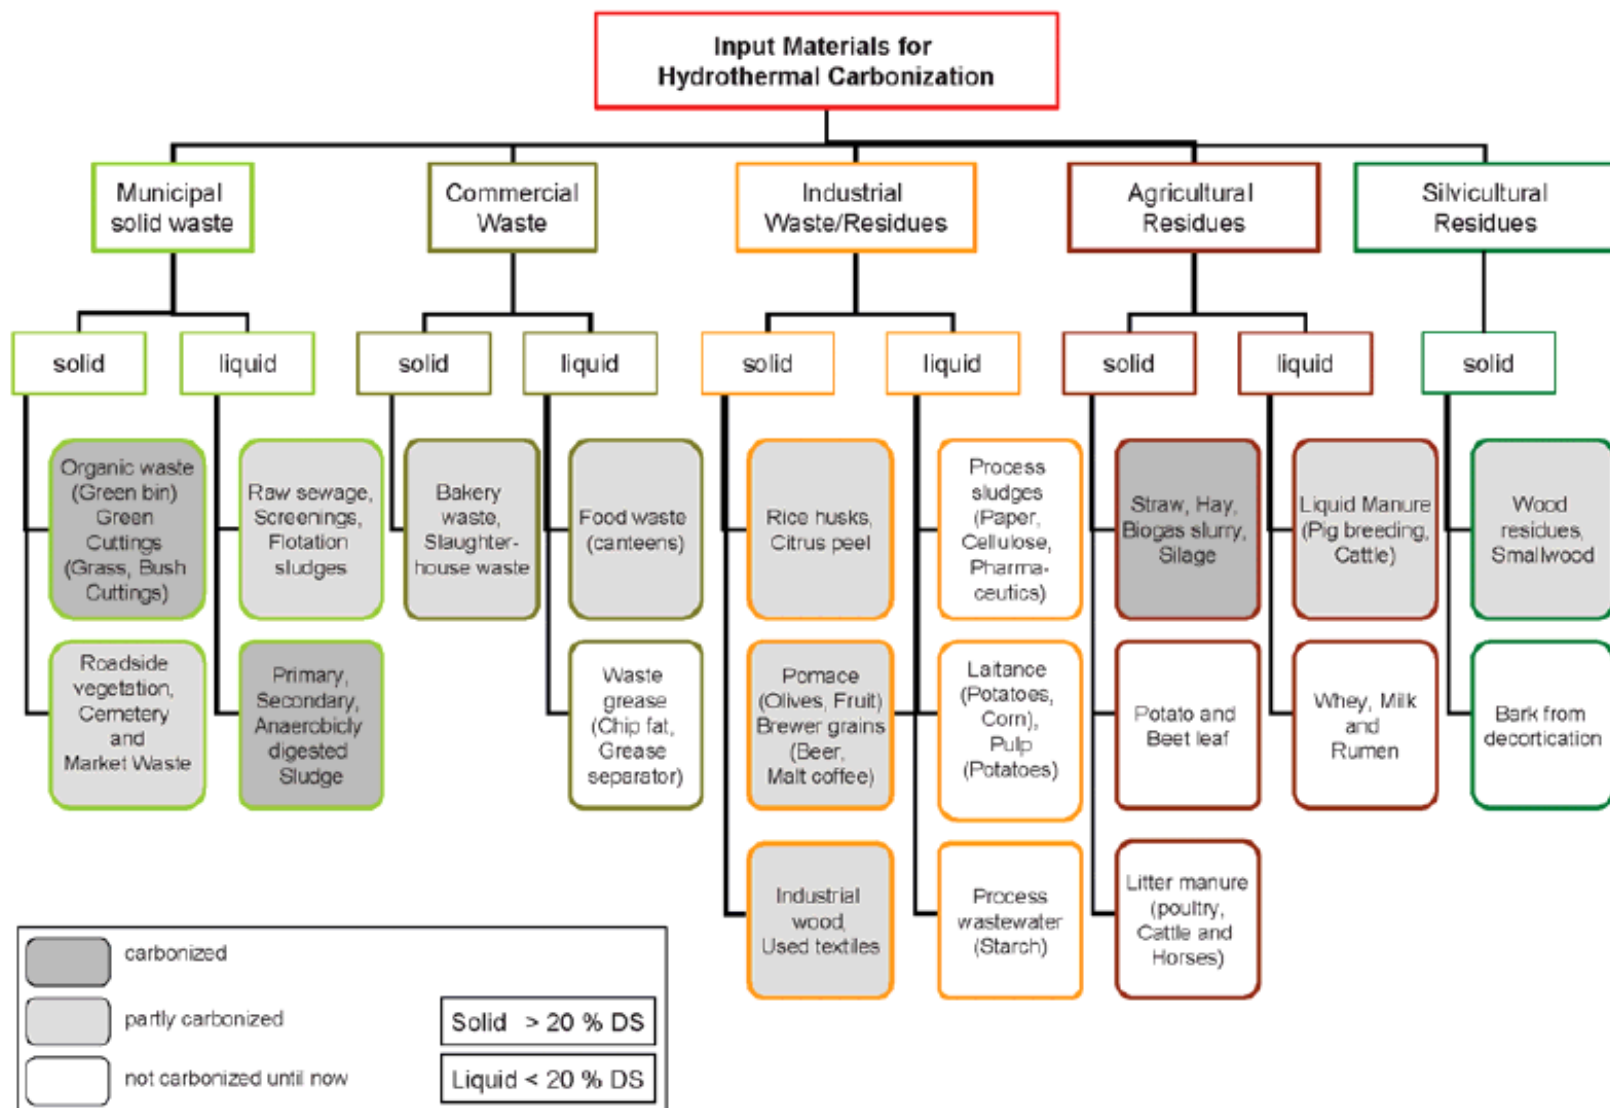 Input Materials for
Hydrothermal Carbonization
Municipal
solid waste
Commercial
Waste
Industrial
Waste/Residues
Agricultural
Residues
Silvicultural
Residues
solid
liquid
solid
liquid
solid
liquid
solid
liquid
solid
Organic waste
(Green bin)
Green
Cuttings
(Grass, Bush
Cuttings)
Raw sewage,
Screenings,
Flotation
sludges
Bakery
waste,
Slaughter-
house waste
Food waste
(canteens)
Rice husks,
Citrus peel
Process
sludges
(Paper,
Cellulose,
Pharma-
ceutics)
Straw, Hay,
Biogas slurry,
Silage
Liquid Manure
(Pig breeding,
Cattle)
Wood
residues,
Smallwood
Roadside
vegetation,
Cemetery
and
Market Waste
Primary,
Secondary,
Anaerobicly
digested
Sludge
Waste
grease
(Chip fat,
Grease
separator)
Pomace
(Olives, Fruit)
Brewer grains
(Beer,
Malt coffee)
Laitance
(Potatoes,
Corn),
Pulp
(Potatoes)
Potato and
Beet leaf
Whey, Milk
and
Rumen
Bark from
decortication
Industrial
wood,
Used textiles
Process
wastewater
(Starch)
Litter manure
(poultry,
Cattle and
Horses)
carbonized
partly carbonized
not carbonized until now
Solid > 20 % DS
Liquid < 20 % DS